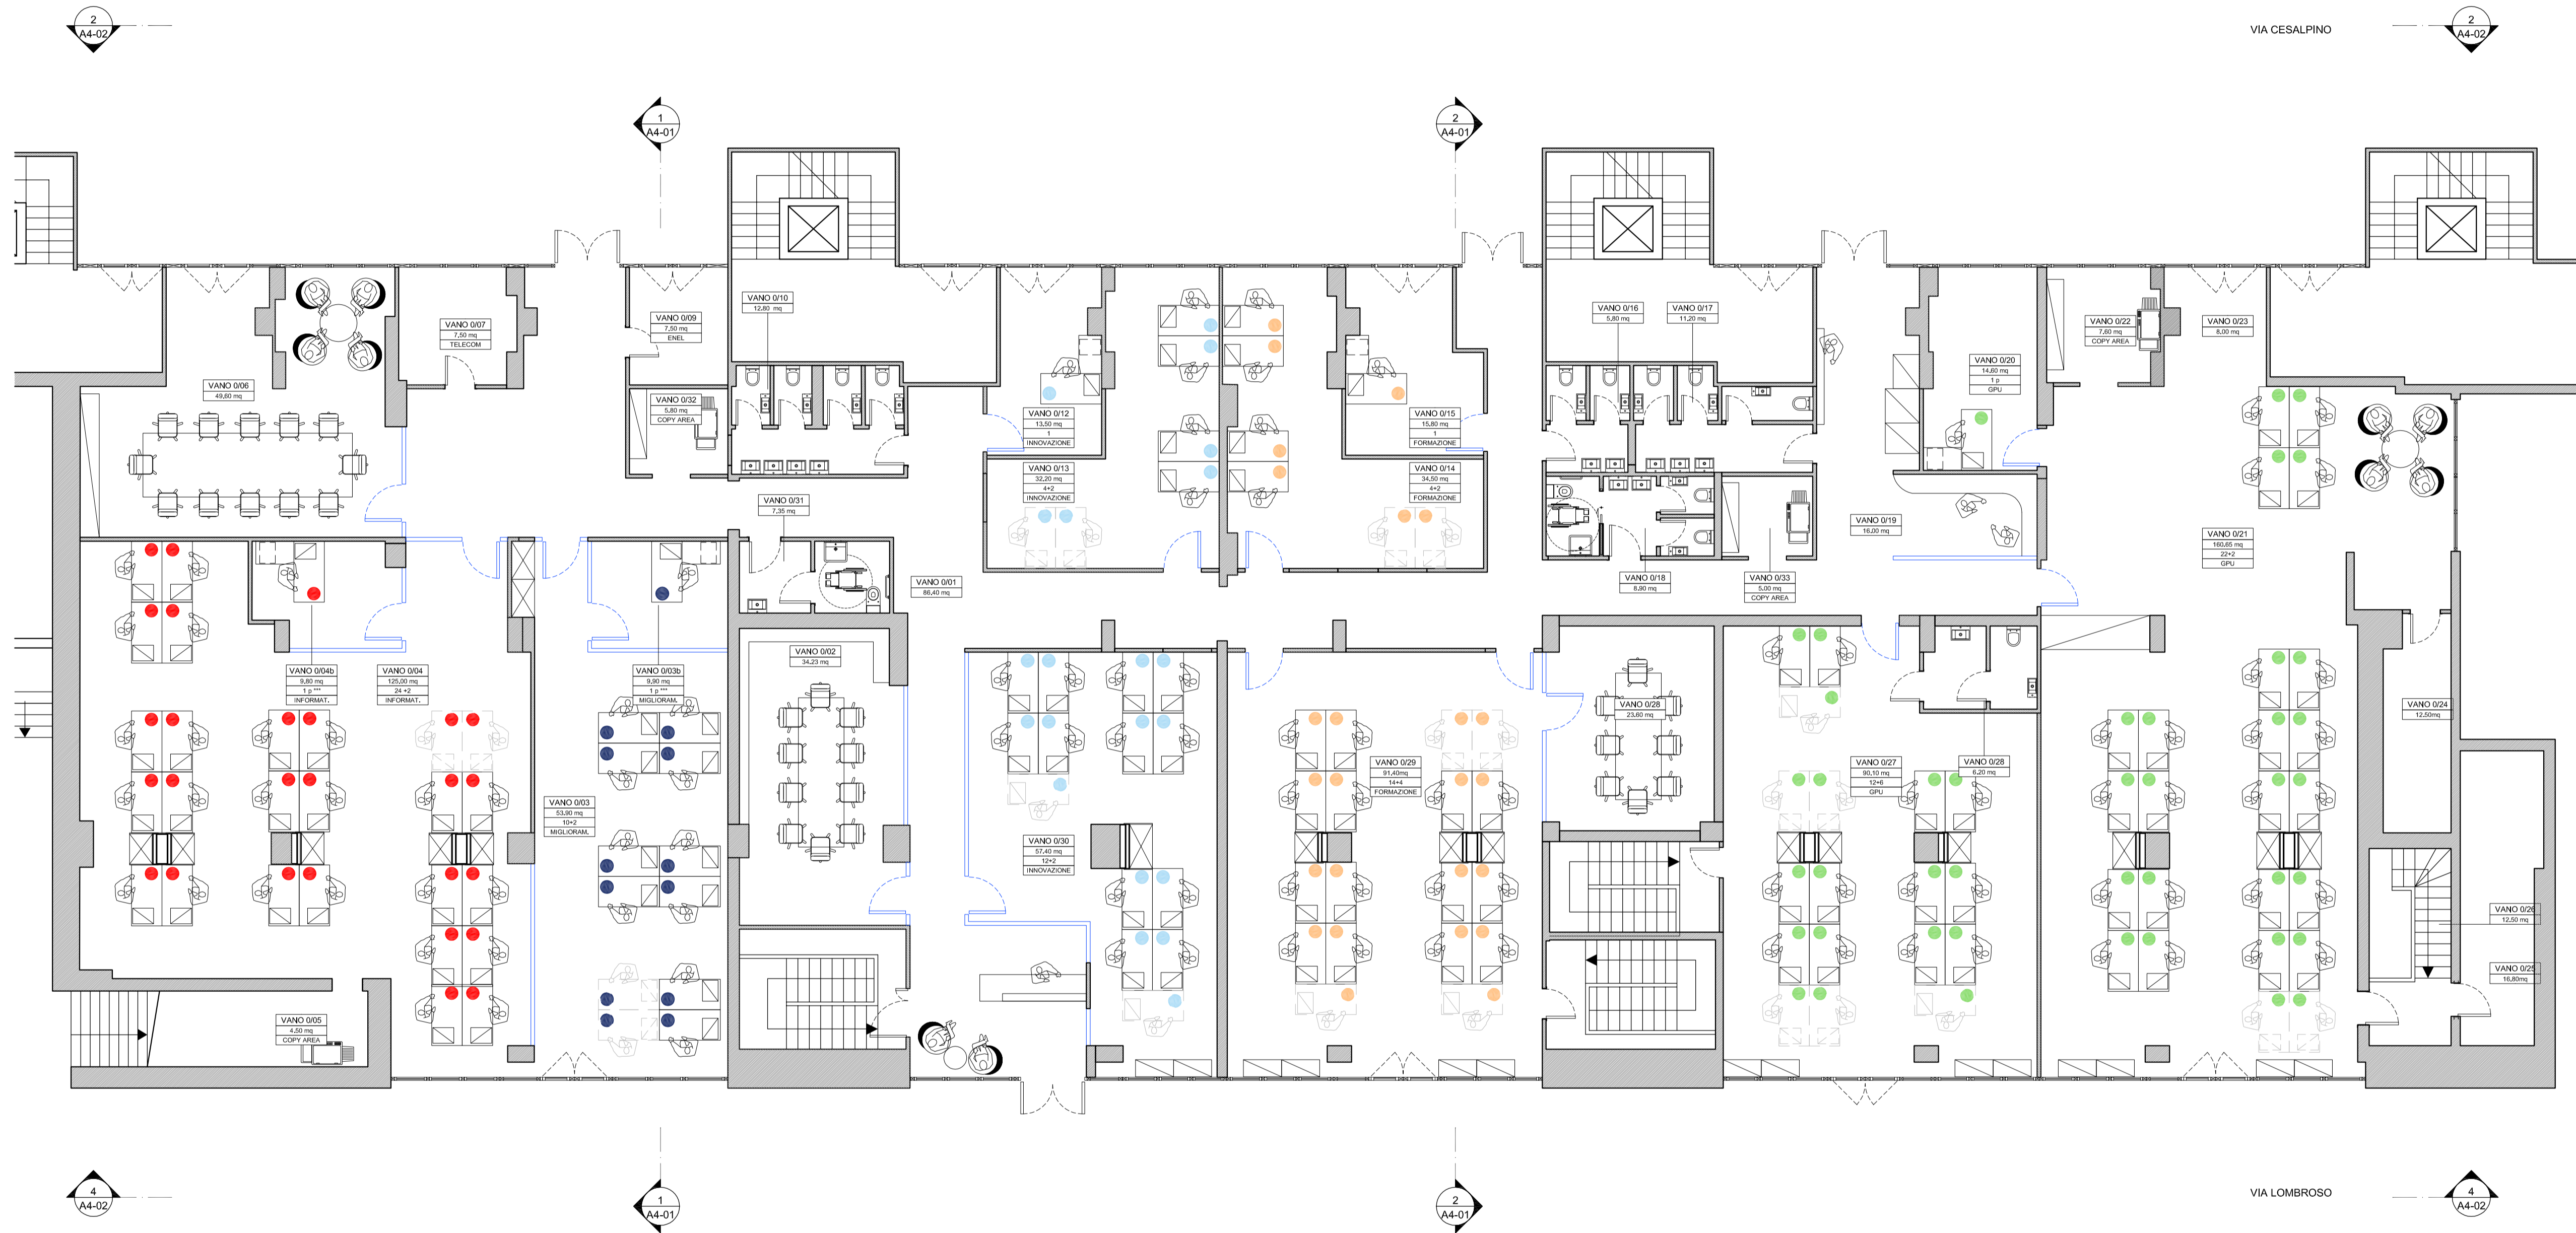 2
A4-02
VIA CESALPINO
2
A4-02
1
A4-01
2
A4-01
VANO 0/10
12,80 mq
VANO 0/09
7,50 mq
ENEL
VANO 0/07
7,50 mq
TELECOM
VANO 0/16
5,80 mq
VANO 0/17
11,20 mq
VANO 0/22
7,60 mq
COPY AREA
VANO 0/23
8,00 mq
VANO 0/20
14,60 mq
1 p
GPU
VANO 0/06
49,60 mq
VANO 0/32
5,80 mq
COPY AREA
VANO 0/12
13,50 mq
1
INNOVAZIONE
VANO 0/15
15,80 mq
1
FORMAZIONE
VANO 0/13
32,20 mq
4+2
INNOVAZIONE
VANO 0/14
34,50 mq
4+2
FORMAZIONE
VANO 0/31
7,35 mq
VANO 0/19
16,00 mq
VANO 0/21
160,65 mq
22+2
GPU
VANO 0/01
86,40 mq
VANO 0/18
8,90 mq
VANO 0/33
5,00 mq
COPY AREA
VANO 0/02
34,23 mq
VANO 0/04b
9,80 mq
1 p ***
INFORMAT.
VANO 0/04
125,00 mq
24 +2
INFORMAT.
VANO 0/03b
9,90 mq
1 p ***
MIGLIORAM.
VANO 0/28
23,60 mq
VANO 0/24
12,50mq
VANO 0/29
91,40mq
14+4
FORMAZIONE
VANO 0/27
90,10 mq
12+6
GPU
VANO 0/28
6,20 mq
VANO 0/03
53,90 mq
10+2
MIGLIORAM.
VANO 0/30
57,40 mq
12+2
INNOVAZIONE
VANO 0/26
12,50 mq
VANO 0/25
16,80mq
VANO 0/05
4,50 mq
COPY AREA
4
A4-02
1
A4-01
2
A4-01
VIA LOMBROSO
4
A4-02